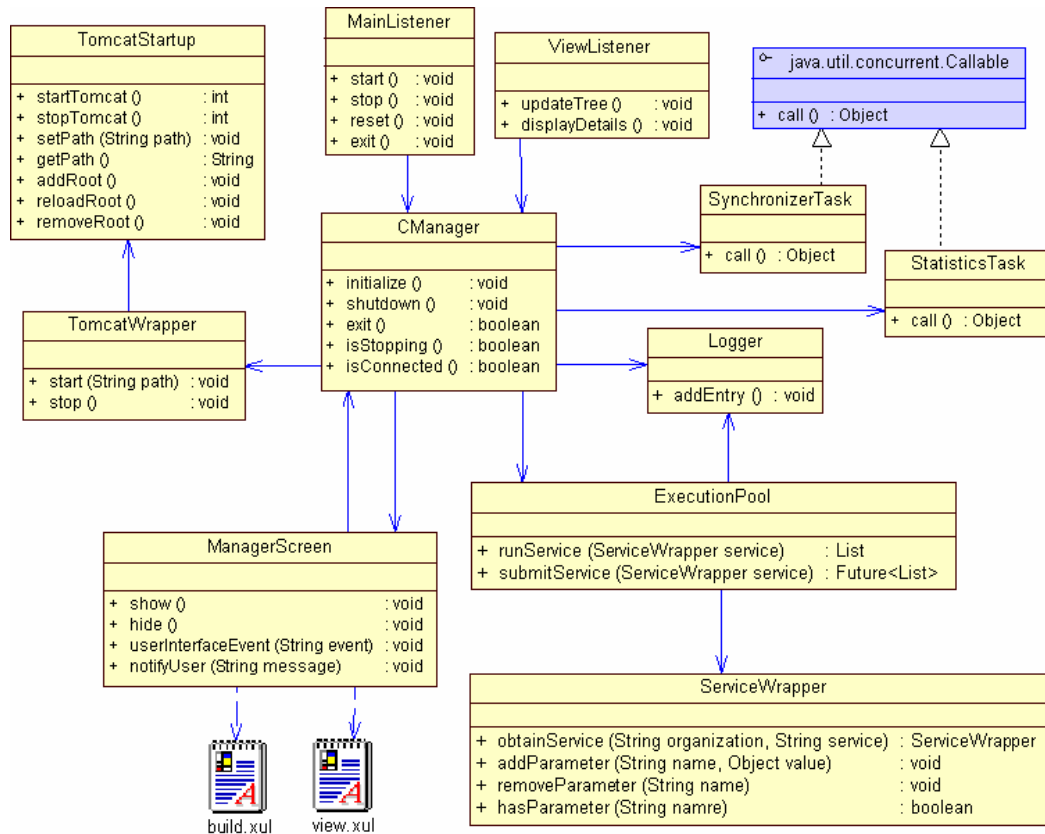 TomcatStartup
+ startTomcat () : int
+ stopTomcat () : int
+ setPath (String path) : void
+ getPath () : String
+ addRoot () : void
+ reloadRoot () : void
+ removeRoot () : void
MainListener
+ start () : void
+ stop () : void
+ reset () : void
+ exit () : void
ViewListener
+ updateTree () : void
+ displayDetails () : void
java.util.concurrent.Callable
+ call () : Object
SynchronizerTask
+ call () : Object
StatisticsTask
+ call () : Object
CManager
+ initialize () : void
+ shutdown () : void
+ exit () : boolean
+ isStopping () : boolean
+ isConnected () : boolean
TomcatWrapper
+ start (String path) : void
+ stop () : void
Logger
+ addEntry () : void
ExecutionPool
+ runService (ServiceWrapper service) : List
+ submitService (ServiceWrapper service) : Future<List>
ManagerScreen
+ show () : void
+ hide () : void
+ userInterfaceEvent (String event) : void
+ notifyUser (String message) : void
ServiceWrapper
+ obtainService (String organization, String service) : ServiceWrapper
+ addParameter (String name, Object value) : void
+ removeParameter (String name) : void
+ hasParameter (String namre) : boolean
build.xul
view.xul